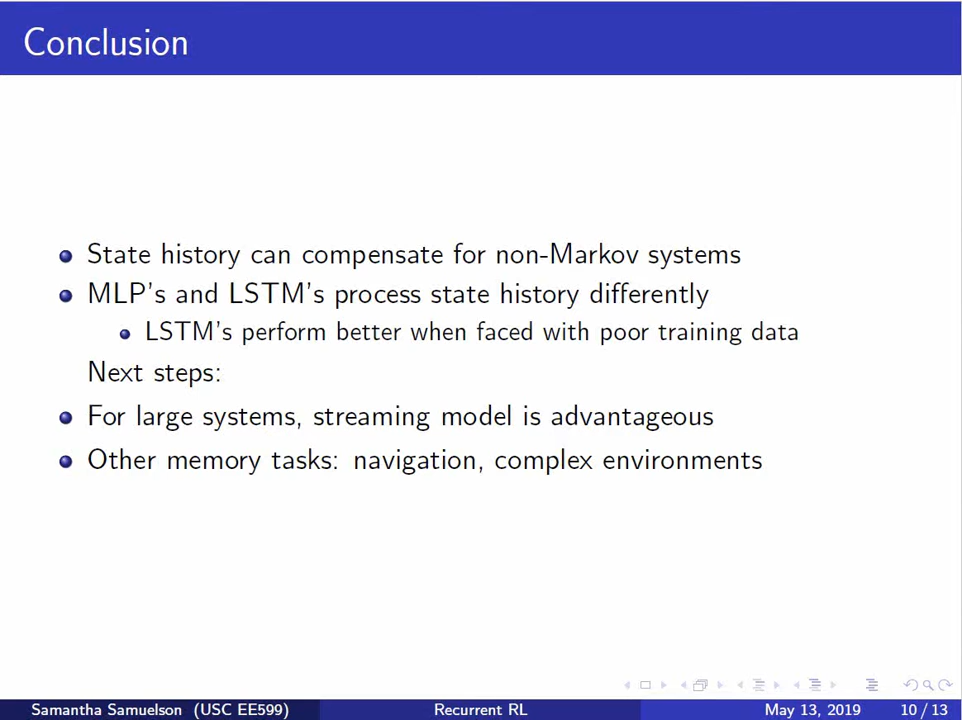 Conclusion
State history can compensate for non-Markov systems
MLP's and LSTM's process state history differently
LSTM's perform better when faced with poor training data
Next steps:
For large systems, streaming model is advantageous
Other memory tasks: navigation, complex environments
Samantha Samuelson (USC EE599) Recurrent RL May 13, 2019 10 / 13